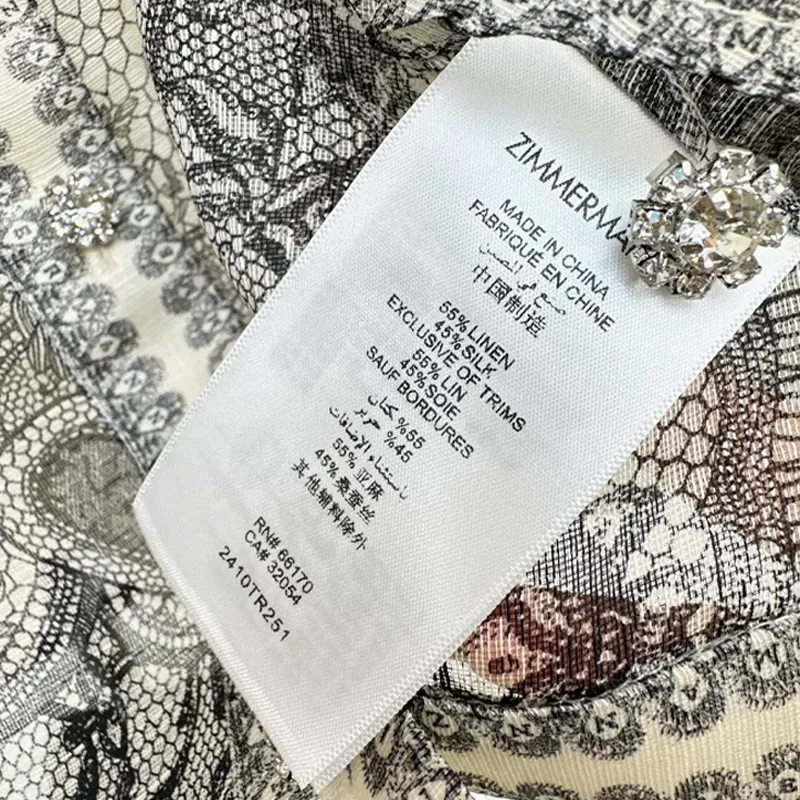 ZIMMERMANN
MADE IN CHINA
FABRIQUÉ EN CHINE
صنع في الصين
中国制造
55% LINEN
45% SILK
EXCLUSIVE OF TRIMS
55% LIN
45% SOIE
SAUF BORDURES
55% كتان
45% حرير
باستثناء الإضافات
55% 亚麻
45% 桑蚕丝
其他辅料除外
RN# 66170
CA# 32054
2410TR251